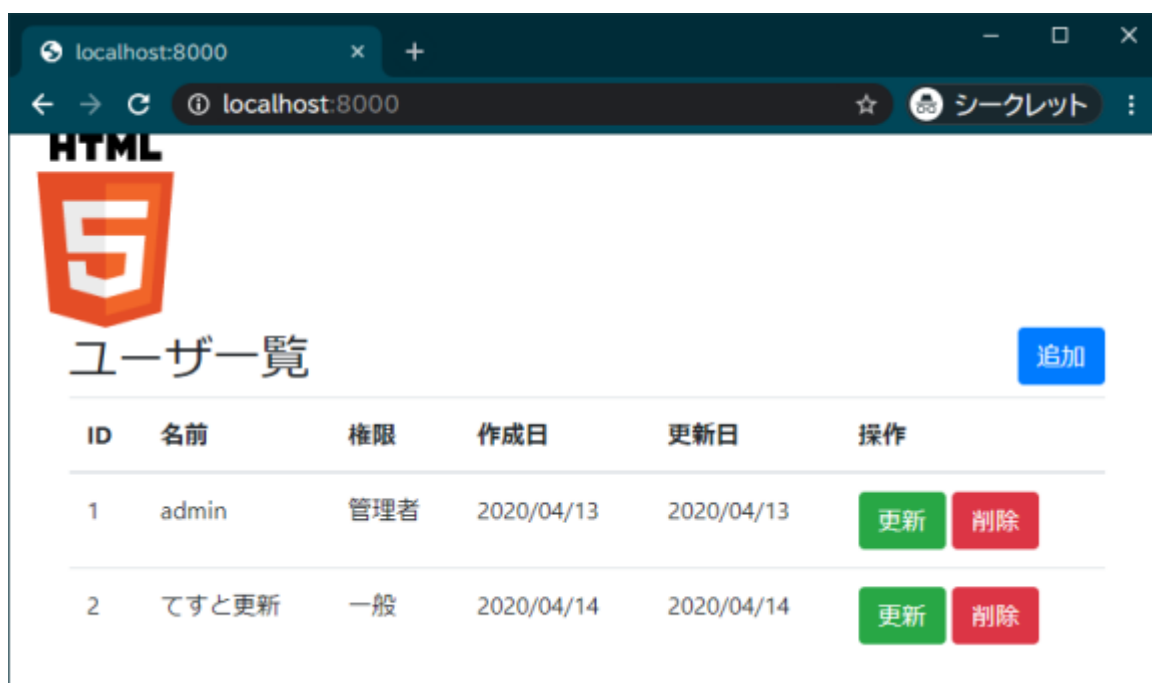 localhost:8000
localhost:8000 シークレット
HTML
5
ユーザ一覧 追加
ID 名前 権限 作成日 更新日 操作
1 admin 管理者 2020/04/13 2020/04/13 更新 削除
2 てすと更新 一般 2020/04/14 2020/04/14 更新 削除